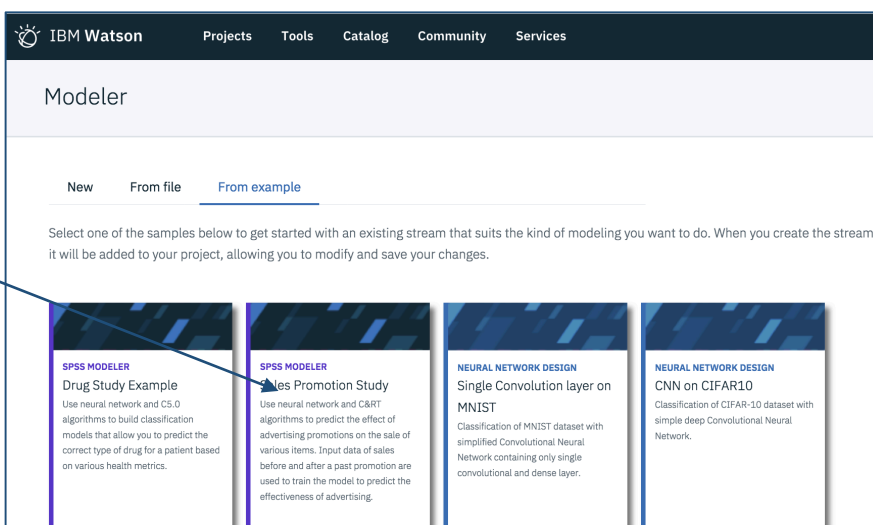 IBM Watson Projects Tools Catalog Community Services
Modeler
New From file From example
Select one of the samples below to get started with an existing stream that suits the kind of modeling you want to do. When you create the stream
it will be added to your project, allowing you to modify and save your changes.
SPSS MODELER
Drug Study Example
Use neural network and C5.0
algorithms to build classification
models that allow you to predict the
correct type of drug for a patient based
on various health metrics.
SPSS MODELER
Sales Promotion Study
Use neural network and C&RT
algorithms to predict the effect of
advertising promotions on the sale of
various items. Input data of sales
before and after a past promotion are
used to train the model to predict the
effectiveness of advertising.
NEURAL NETWORK DESIGN
Single Convolution layer on
MNIST
Classification of MNIST dataset with
simplified Convolutional Neural
Network containing only single
convolutional and dense layer.
NEURAL NETWORK DESIGN
CNN on CIFAR10
Classification of CIFAR-10 dataset with
simple deep Convolutional Neural
Network.